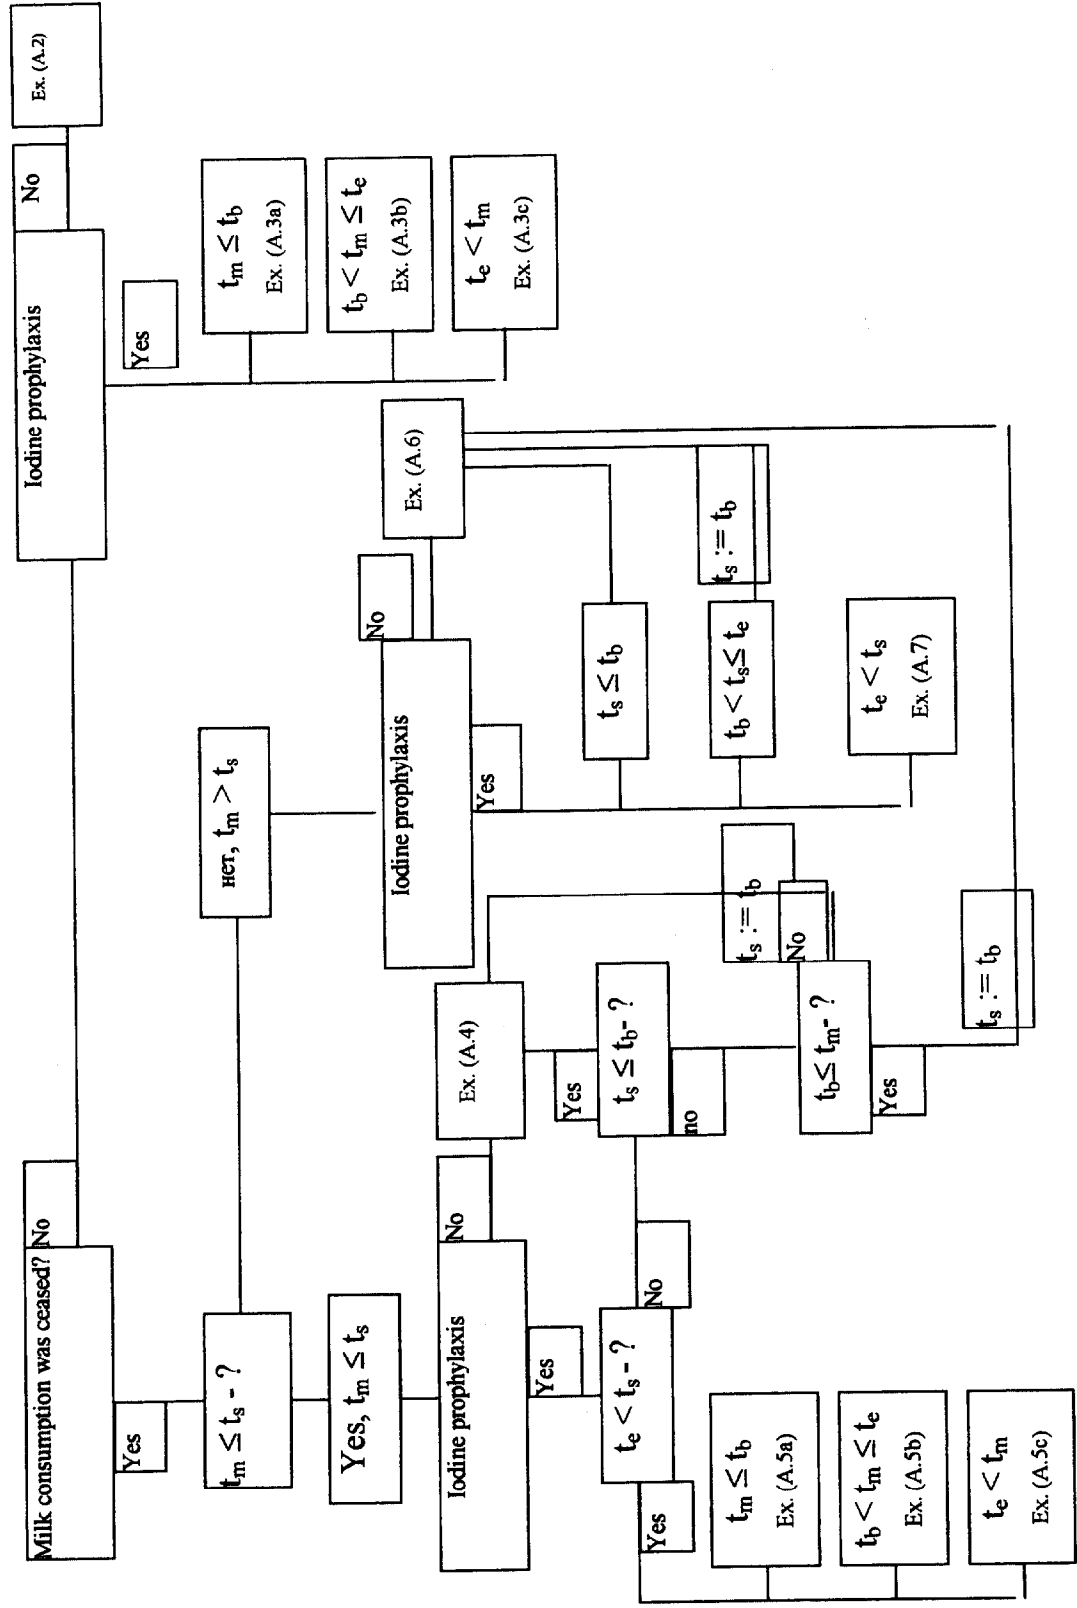 Milk consumption was ceased?
No
Iodine prophylaxis
No
Ex. (A.2)
Yes
Yes
t_m ≤ t_s - ?
нет, t_m > t_s
t_m ≤ t_b
Ex. (A.3a)
t_b < t_m ≤ t_e
Ex. (A.3b)
t_e < t_m
Ex. (A.3c)
Yes, t_m ≤ t_s
Iodine prophylaxis
No
Ex. (A.6)
Iodine prophylaxis
No
Ex. (A.4)
Yes
Yes
Yes
t_e < t_s - ?
No
t_s ≤ t_b- ?
t_s ≤ t_b
no
Yes
t_b ≤ t_m- ?
No
t_s := t_b
t_b < t_s ≤ t_e
t_s := t_b
Yes
t_s := t_b
t_e < t_s
Ex. (A.7)
t_m ≤ t_b
Ex. (A.5a)
t_b < t_m ≤ t_e
Ex. (A.5b)
t_e < t_m
Ex. (A.5c)